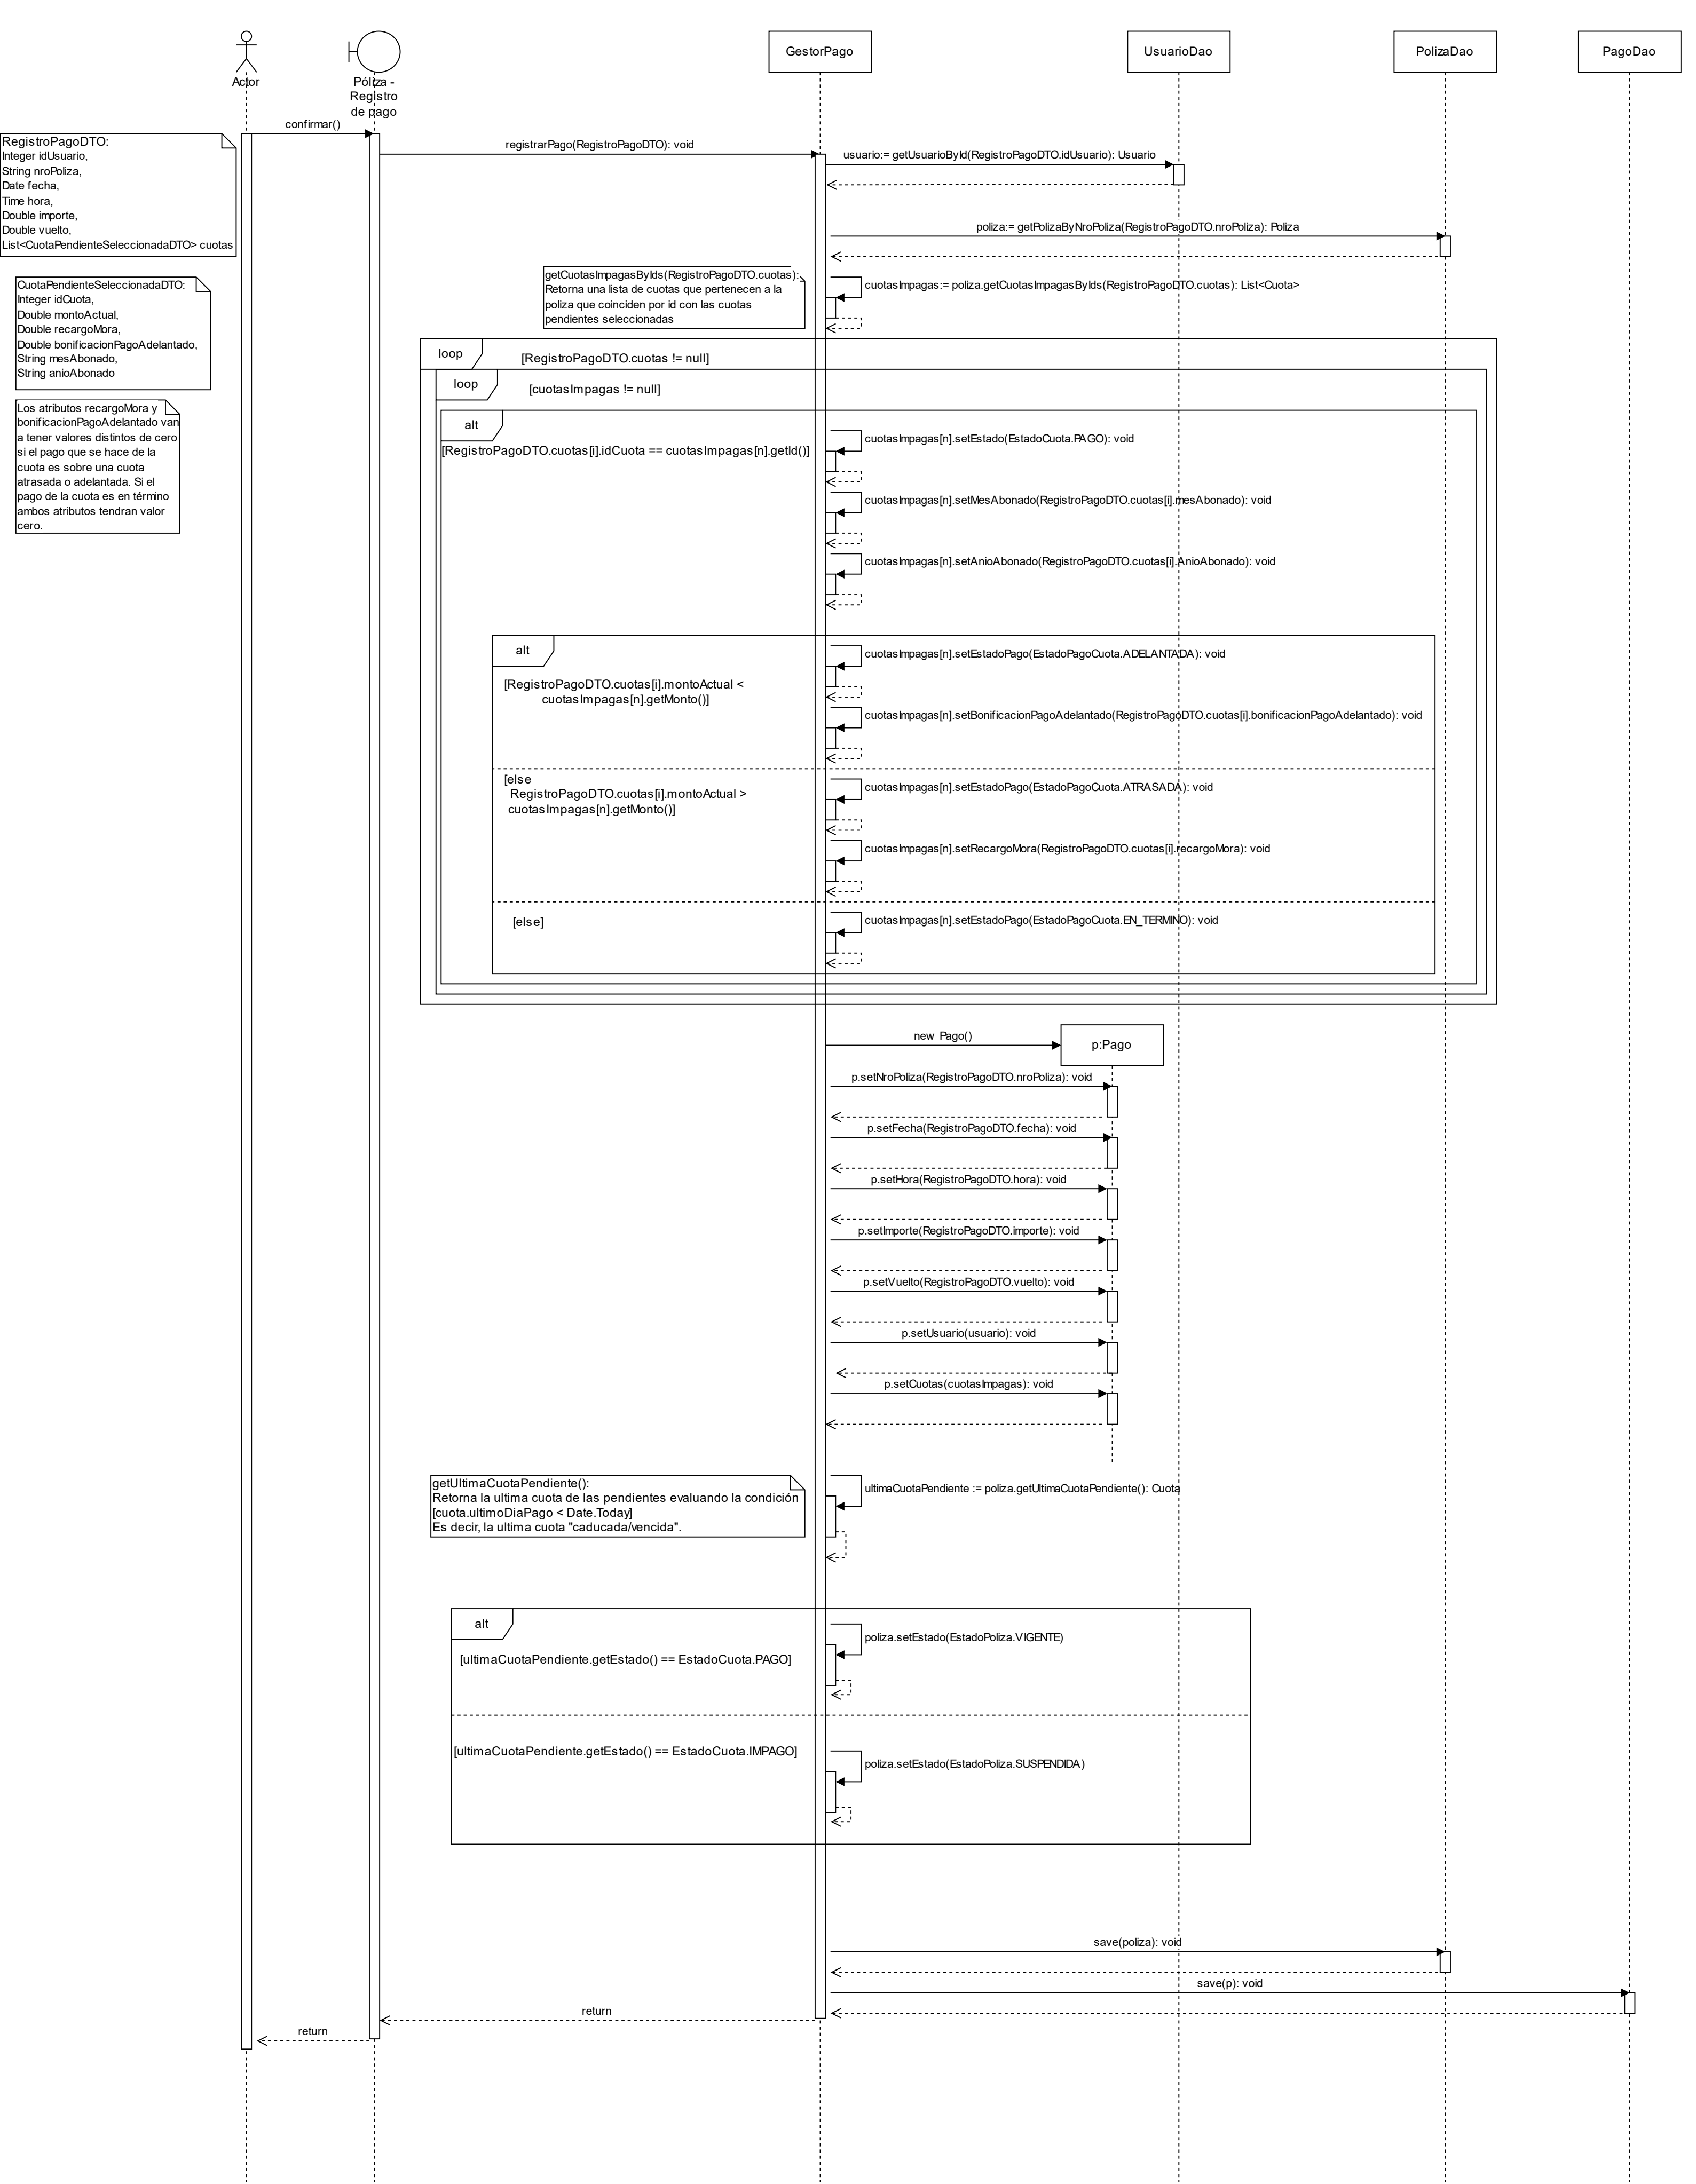 Actor
Póliza -
Registro
de pago
GestorPago
UsuarioDao
PolizaDao
PagoDao
confirmar()
RegistroPagoDTO:
Integer idUsuario,
String nroPoliza,
Date fecha,
Time hora,
Double importe,
Double vuelto,
List<CuotaPendienteSeleccionadaDTO> cuotas
registrarPago(RegistroPagoDTO): void
usuario:= getUsuarioById(RegistroPagoDTO.idUsuario): Usuario
poliza:= getPolizaByNroPoliza(RegistroPagoDTO.nroPoliza): Poliza
getCuotasImpagasByIds(RegistroPagoDTO.cuotas):
Retorna una lista de cuotas que pertenecen a la
poliza que coinciden por id con las cuotas
pendientes seleccionadas
cuotasImpagas:= poliza.getCuotasImpagasByIds(RegistroPagoDTO.cuotas): List<Cuota>
CuotaPendienteSeleccionadaDTO:
Integer idCuota,
Double montoActual,
Double recargoMora,
Double bonificacionPagoAdelantado,
String mesAbonado,
String anioAbonado
Los atributos recargoMora y
bonificacionPagoAdelantado van
a tener valores distintos de cero
si el pago que se hace de la
cuota es sobre una cuota
atrasada o adelantada. Si el
pago de la cuota es en término
ambos atributos tendran valor
cero.
loop
[RegistroPagoDTO.cuotas != null]
loop
[cuotasImpagas != null]
alt
[RegistroPagoDTO.cuotas[i].idCuota == cuotasImpagas[n].getId()]
cuotasImpagas[n].setEstado(EstadoCuota.PAGO): void
cuotasImpagas[n].setMesAbonado(RegistroPagoDTO.cuotas[i].mesAbonado): void
cuotasImpagas[n].setAnioAbonado(RegistroPagoDTO.cuotas[i].AnioAbonado): void
alt
[RegistroPagoDTO.cuotas[i].montoActual <
cuotasImpagas[n].getMonto()]
cuotasImpagas[n].setEstadoPago(EstadoPagoCuota.ADELANTADA): void
cuotasImpagas[n].setBonificacionPagoAdelantado(RegistroPagoDTO.cuotas[i].bonificacionPagoAdelantado): void
[else
RegistroPagoDTO.cuotas[i].montoActual >
cuotasImpagas[n].getMonto()]
cuotasImpagas[n].setEstadoPago(EstadoPagoCuota.ATRASADA): void
cuotasImpagas[n].setRecargoMora(RegistroPagoDTO.cuotas[i].recargoMora): void
[else]
cuotasImpagas[n].setEstadoPago(EstadoPagoCuota.EN_TERMINO): void
new Pago()
p:Pago
p.setNroPoliza(RegistroPagoDTO.nroPoliza): void
p.setFecha(RegistroPagoDTO.fecha): void
p.setHora(RegistroPagoDTO.hora): void
p.setImporte(RegistroPagoDTO.importe): void
p.setVuelto(RegistroPagoDTO.vuelto): void
p.setUsuario(usuario): void
p.setCuotas(cuotasImpagas): void
getUltimaCuotaPendiente():
Retorna la ultima cuota de las pendientes evaluando la condición
[cuota.ultimoDiaPago < Date.Today]
Es decir, la ultima cuota "caducada/vencida".
ultimaCuotaPendiente := poliza.getUltimaCuotaPendiente(): Cuota
alt
[ultimaCuotaPendiente.getEstado() == EstadoCuota.PAGO]
poliza.setEstado(EstadoPoliza.VIGENTE)
[ultimaCuotaPendiente.getEstado() == EstadoCuota.IMPAGO]
poliza.setEstado(EstadoPoliza.SUSPENDIDA)
save(poliza): void
save(p): void
return
return